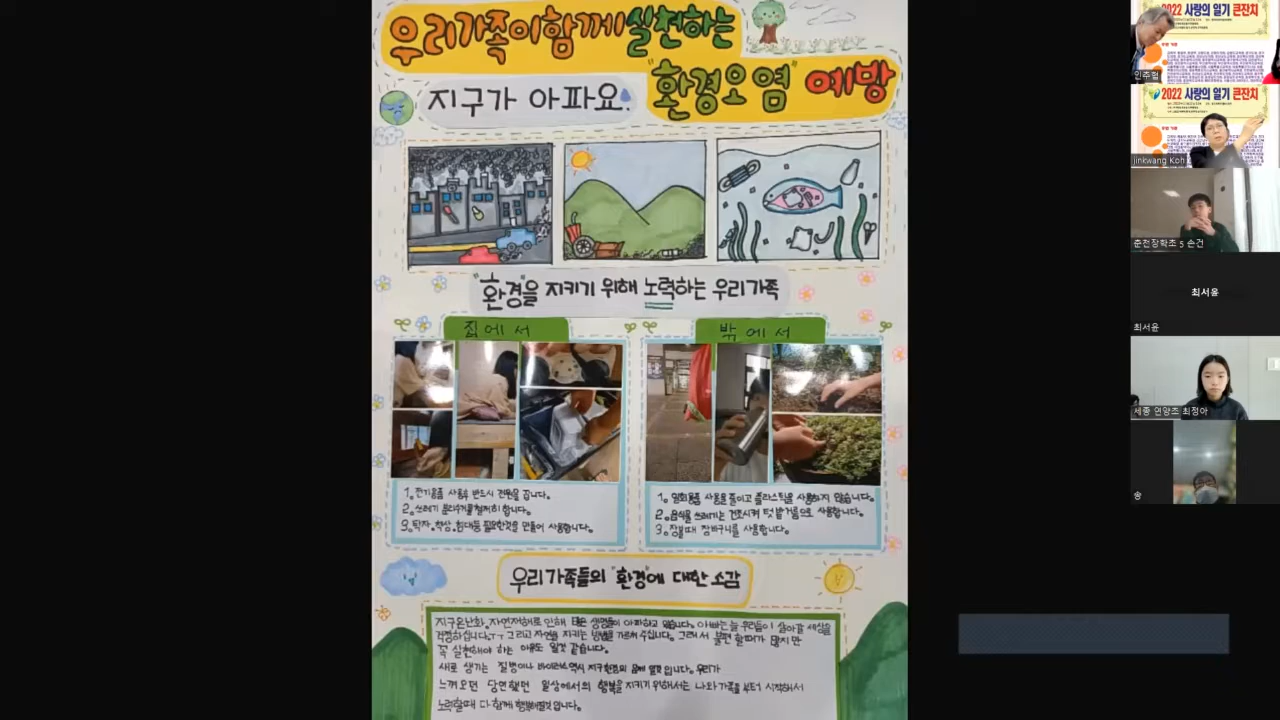 우리가족이함께실천하는
"환경오염" 예방
지구가 아파요.
"환경"을 지키기 위해 노력하는 우리가족
집에서
밖에서
1. 전기용품 사용후 반드시 전원을 끕니다.
2. 쓰레기 분리수거를 철저히 합니다.
3. 탁자, 책상, 침대등 필요한것을 만들어 사용합니다.
1. 일회용품 사용을 줄이고 플라스틱을 사용하지 않습니다.
2. 음식물 쓰레기는 건조시켜 텃밭거름으로 사용합니다.
3. 장볼때 장바구니를 사용합니다.
우리가족들의 "환경"에 대한 소감
지구온난화, 자연재해로 인해 많은 생명들이 아파하고 있습니다. 아빠는 늘 우리들이 살아갈 세상을
걱정하십니다.ㅜㅜ 그리고 자연을 지키는 방법을 가르쳐 주십니다. 그래서 불편 할때가 많지만
꼭 실천해야 하는 이유도 알것 같습니다.
새로 생기는 질병이나 바이러스 역시 지구환경의 문제 일것 입니다. 우리가
느껴오던 당연했던 일상에서의 행복을 지키기 위해서는 나와 가족들부터 시작해서
노력할때 다 함께 행복해질것 입니다.
2022 사랑의 일기 큰잔치
인추협
2022 사랑의 일기 큰잔치
jinkwang Koh
춘천장학조 5 손건
최서윤
최서윤
세종 연양초 최정아
송